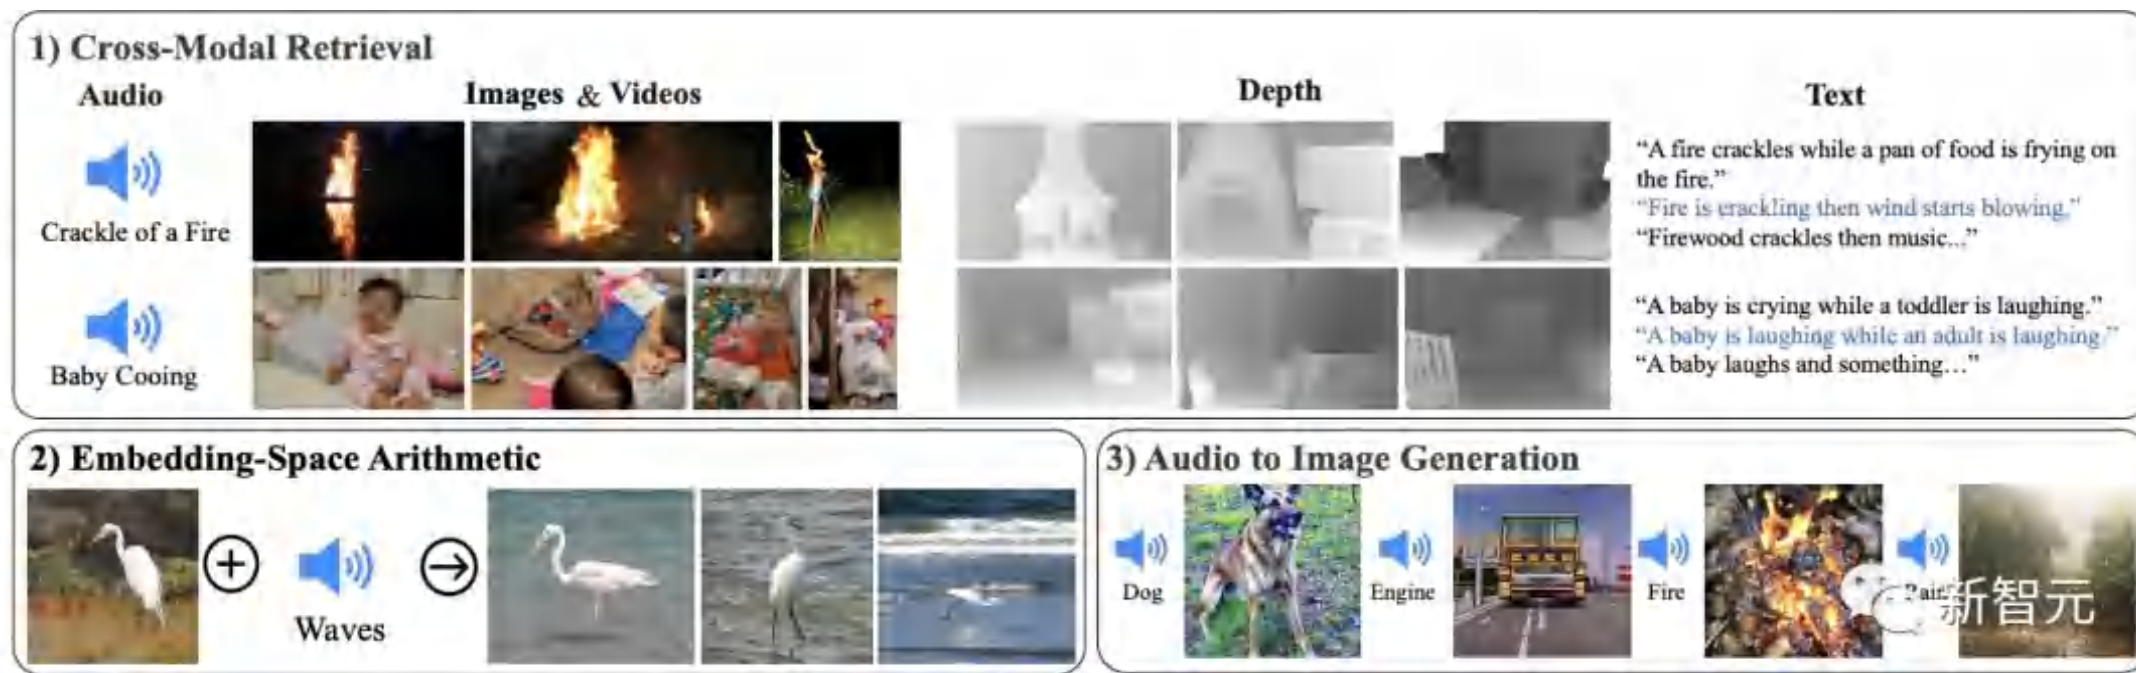 1) Cross-Modal Retrieval
Audio
Images & Videos
Depth
Text
Crackle of a Fire
“A fire crackles while a pan of food is frying on
the fire.”
“Fire is crackling then wind starts blowing.”
“Firewood crackles then music...”
Baby Cooing
“A baby is crying while a toddler is laughing.”
“A baby is laughing while an adult is laughing.”
“A baby laughs and something…”
2) Embedding-Space Arithmetic
Waves
3) Audio to Image Generation
Dog
Engine
Fire
新智元